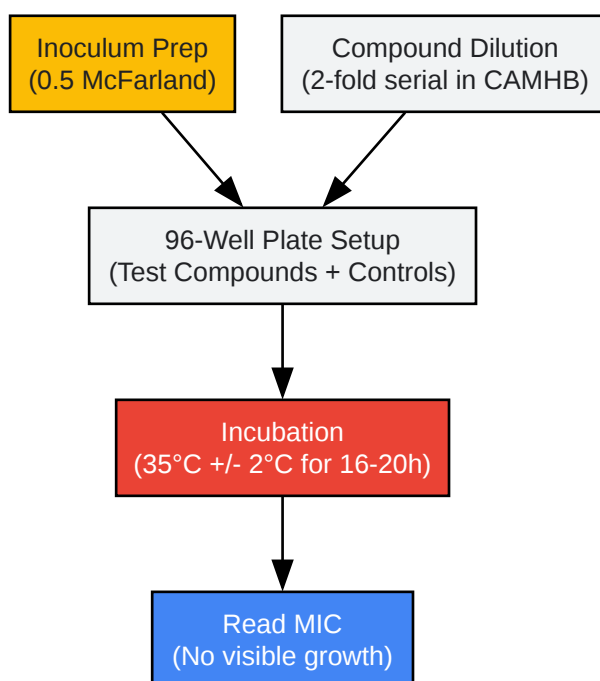 Inoculum Prep
(0.5 McFarland)
Compound Dilution
(2-fold serial in CAMHB)
96-Well Plate Setup
(Test Compounds + Controls)
Incubation
(35°C +/- 2°C for 16-20h)
Read MIC
(No visible growth)